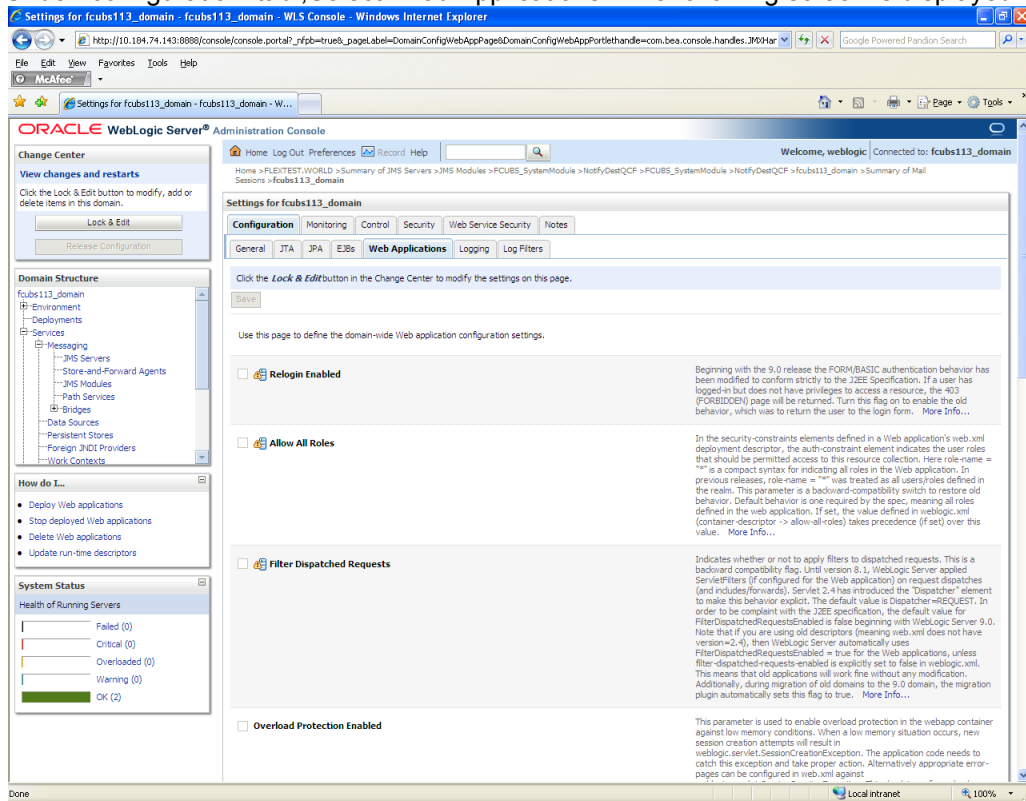 Settings for fcubs113_domain - fcubs113_domain - WLS Console - Windows Internet Explorer
http://10.184.74.143:8888/console/console.portal?_nfpb=true&_pageLabel=DomainConfigWebAppPage&DomainConfigWebAppPortlethandle=com.bea.console.handles.JMXHar
Google Powered Pandion Search
File Edit View Favorites Tools Help
McAfee
Settings for fcubs113_domain - fcubs113_domain - W...
Page Tools
ORACLE WebLogic Server® Administration Console
Change Center
View changes and restarts
Click the Lock & Edit button to modify, add or
delete items in this domain.
Lock & Edit
Release Configuration
Domain Structure
fcubs113_domain
Environment
Deployments
Services
Messaging
JMS Servers
Store-and-Forward Agents
JMS Modules
Path Services
Bridges
Data Sources
Persistent Stores
Foreign JNDI Providers
Work Contexts
How do I...
Deploy Web applications
Stop deployed Web applications
Delete Web applications
Update run-time descriptors
System Status
Health of Running Servers
Failed (0)
Critical (0)
Overloaded (0)
Warning (0)
OK (2)
Home Log Out Preferences Record Help
Welcome, weblogic Connected to: fcubs113_domain
Home >FLEXTEST.WORLD >Summary of JMS Servers >JMS Modules >FCUBS_SystemModule >NotifyDestQCF >FCUBS_SystemModule >NotifyDestQCF >fcubs113_domain >Summary of Mail
Sessions >fcubs113_domain
Settings for fcubs113_domain
Configuration Monitoring Control Security Web Service Security Notes
General JTA JPA EJBs Web Applications Logging Log Filters
Click the Lock & Edit button in the Change Center to modify the settings on this page.
Save
Use this page to define the domain-wide Web application configuration settings.
Relogin Enabled
Beginning with the 9.0 release the FORM/BASIC authentication behavior has
been modified to conform strictly to the J2EE Specification. If a user has
logged-in but does not have privileges to access a resource, the 403
(FORBIDDEN) page will be returned. Turn this flag on to enable the old
behavior, which was to return the user to the login form. More Info...
Allow All Roles
In the security-constraints elements defined in a Web application's web.xml
deployment descriptor, the auth-constraint element indicates the user roles
that should be permitted access to this resource collection. Here role-name =
"*" is a compact syntax for indicating all roles in the Web application. In
previous releases, role-name = "*" was treated as all users/roles defined in
the realm. This parameter is a backward-compatibility switch to restore old
behavior. Default behavior is one required by the spec, meaning all roles
defined in the web application. If set, the value defined in weblogic.xml
(container-descriptor -> allow-all-roles) takes precedence (if set) over this
value. More Info...
Filter Dispatched Requests
Indicates whether or not to apply filters to dispatched requests. This is a
backward compatibility flag. Until version 8.1, WebLogic Server applied
ServletFilters (if configured for the Web application) on request dispatches
(and includes/forwards). Servlet 2.4 has introduced the "Dispatcher" element
to make this behavior explicit. The default value is Dispatcher=REQUEST. In
order to be complaint with the J2EE specification, the default value for
FilterDispatchedRequestsEnabled is false beginning with WebLogic Server 9.0.
Note that if you are using old descriptors (meaning web.xml does not have
version=2.4), then WebLogic Server automatically uses
FilterDispatchedRequestsEnabled = true for the Web applications, unless
filter-dispatched-requests-enabled is explicitly set to false in weblogic.xml.
This means that old applications will work fine without any modification.
Additionally, during migration of old domains to the 9.0 domain, the migration
plugin automatically sets this flag to true. More Info...
Overload Protection Enabled
This parameter is used to enable overload protection in the webapp container
against low memory conditions. When a low memory situation occurs, new
session creation attempts will result in
weblogic.servlet.SessionCreationException. The application code needs to
catch this exception and take proper action. Alternatively appropriate error-
pages can be configured in web.xml against
Done
Local intranet
100%